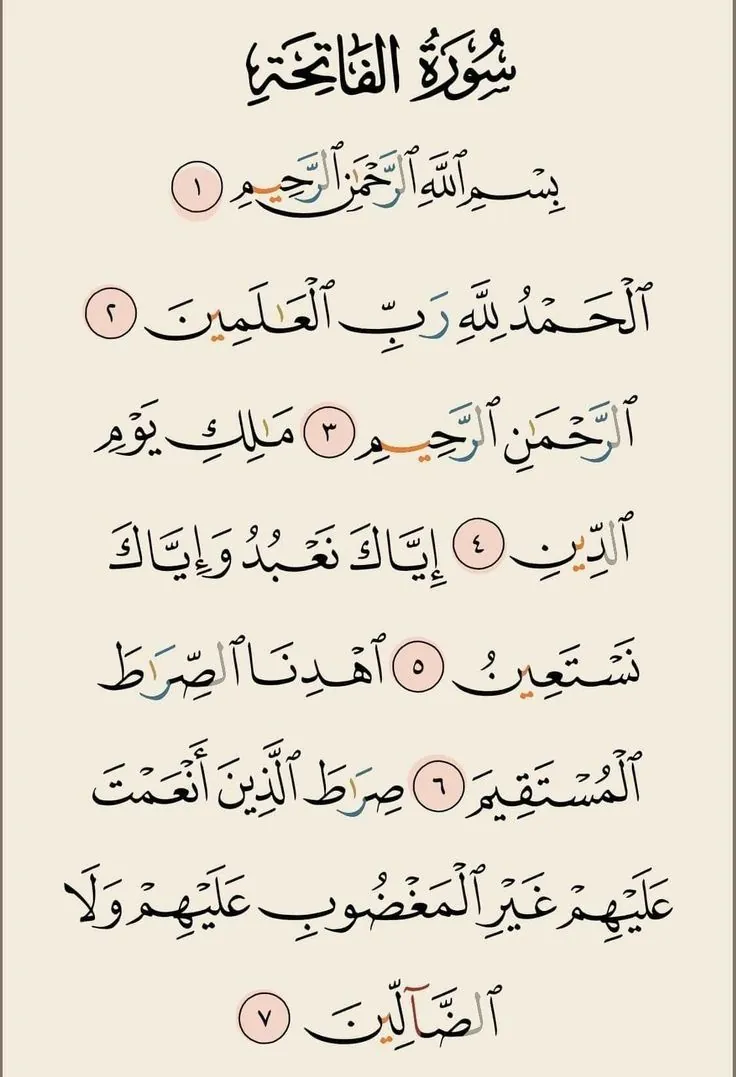 سُورَةُ الفَاتِحَةِ
بِسْمِ ٱللَّهِ ٱلرَّحْمَٰنِ ٱلرَّحِيمِ ١
ٱلْحَمْدُ لِلَّهِ رَبِّ ٱلْعَٰلَمِينَ ٢
ٱلرَّحْمَٰنِ ٱلرَّحِيمِ ٣ مَٰلِكِ يَوْمِ
ٱلدِّينِ ٤ إِيَّاكَ نَعْبُدُ وَإِيَّاكَ
نَسْتَعِينُ ٥ ٱهْدِنَا ٱلصِّرَٰطَ
ٱلْمُسْتَقِيمَ ٦ صِرَٰطَ ٱلَّذِينَ أَنْعَمْتَ
عَلَيْهِمْ غَيْرِ ٱلْمَغْضُوبِ عَلَيْهِمْ وَلَا
ٱلضَّآلِّينَ ٧